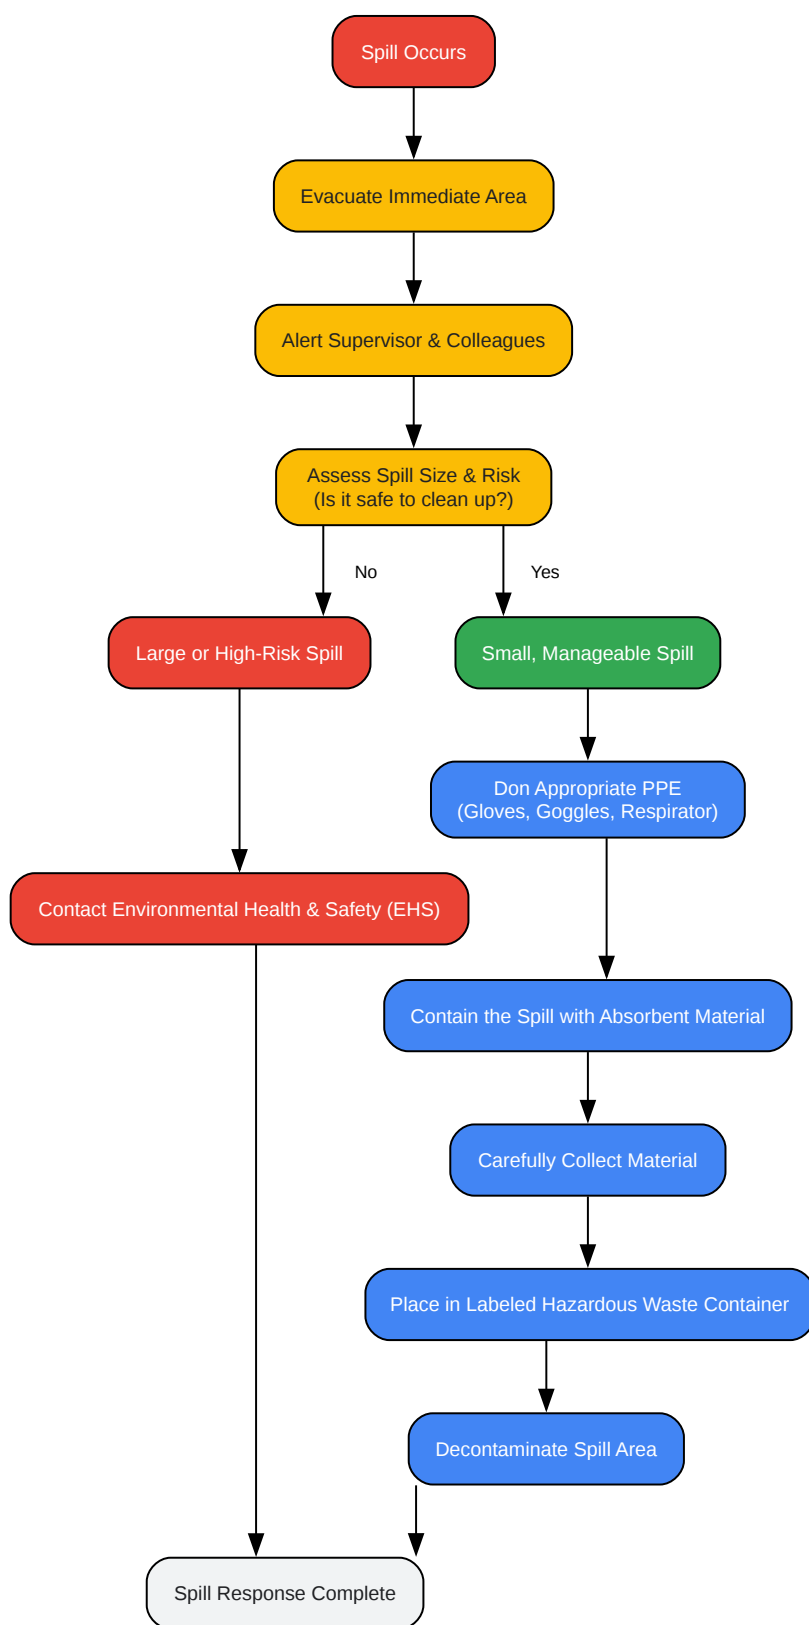 Spill Occurs
Evacuate Immediate Area
Alert Supervisor & Colleagues
Assess Spill Size & Risk
(Is it safe to clean up?)
No
Yes
Large or High-Risk Spill
Small, Manageable Spill
Don Appropriate PPE
(Gloves, Goggles, Respirator)
Contact Environmental Health & Safety (EHS)
Contain the Spill with Absorbent Material
Carefully Collect Material
Place in Labeled Hazardous Waste Container
Decontaminate Spill Area
Spill Response Complete